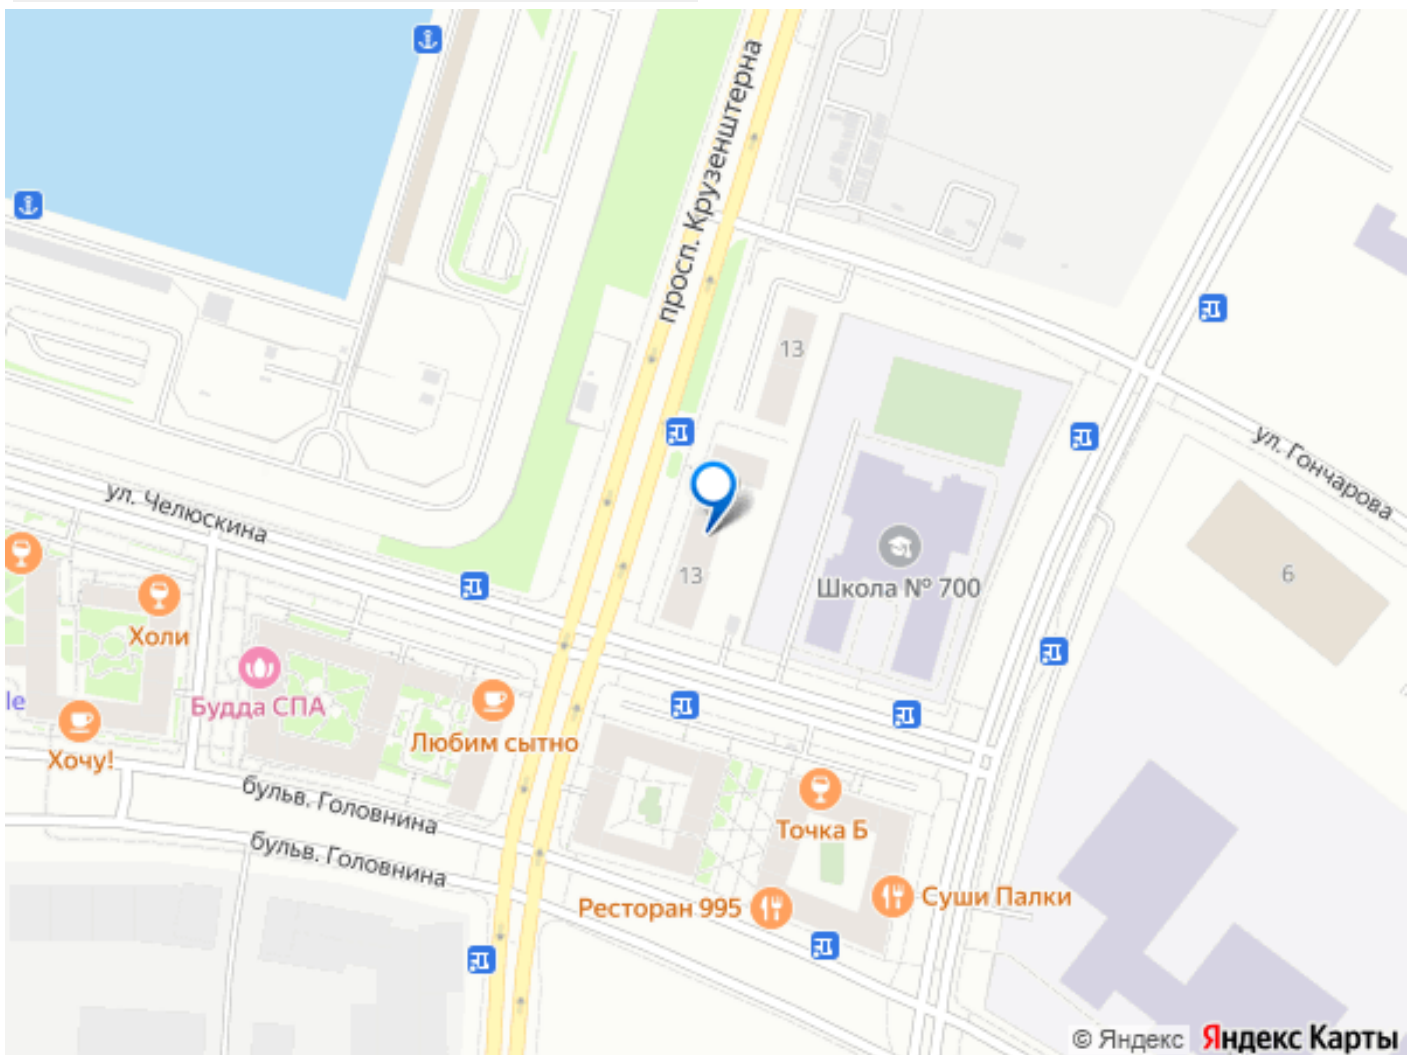 просп. Крузенштерна
13
ул. Гончарова
ул. Челюскина
13
Школа № 700
6
Холи
Будда СПА
le
Хочу!
Любим сытно
бульв. Головнина
бульв. Головнина
Точка Б
Ресторан 995
Суши Палки
© Яндекс Яндекс Карты